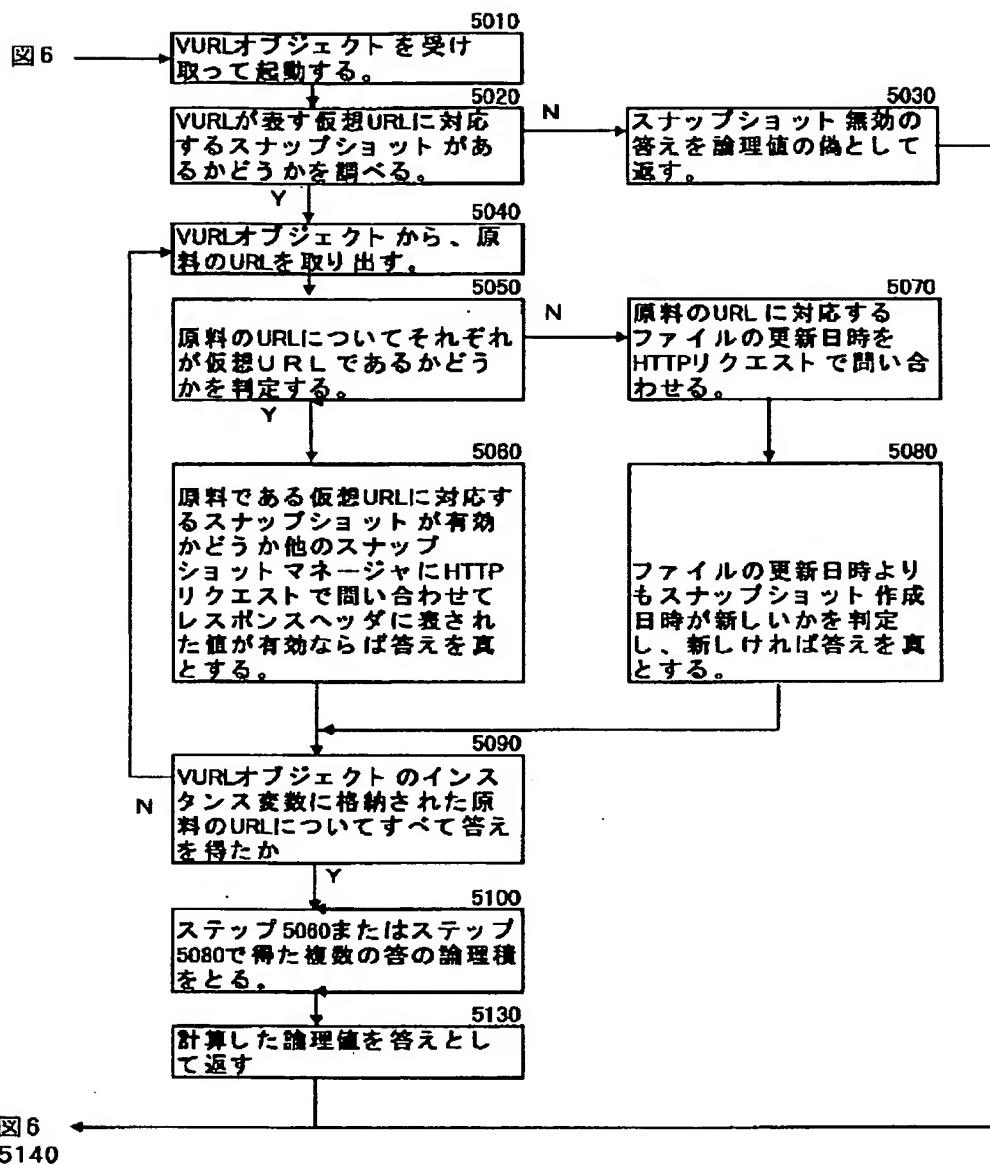 5010
図6
VURLオブジェクトを受け
取って起動する。
5020
VURLが表す仮想URLに対応
するスナップショットがあ
るかどうかを調べる。
N
5030
スナップショット無効の
答えを論理値の偽として
返す。
Y
5040
VURLオブジェクトから、原
料のURLを取り出す。
5050
原料のURLについてそれぞれ
が仮想URLであるかどう
かを判定する。
N
5070
原料のURLに対応する
ファイルの更新日時を
HTTPリクエストで問い合
わせる。
Y
5060
原料である仮想URLに対応す
るスナップショットが有効
かどうか他のスナップ
ショットマネージャにHTTP
リクエストで問い合わせて
レスポンスヘッダに表され
た値が有効ならば答えを真
とする。
5080
ファイルの更新日時より
もスナップショット作成
日時が新しいかを判定
し、新しければ答えを真
とする。
5090
VURLオブジェクトのインス
タンス変数に格納された原
料のURLについてすべて答え
を得たか
N
Y
5100
ステップ5060またはステップ
5080で得た複数の答の論理積
をとる。
5130
計算した論理値を答えとし
て返す
図6
5140